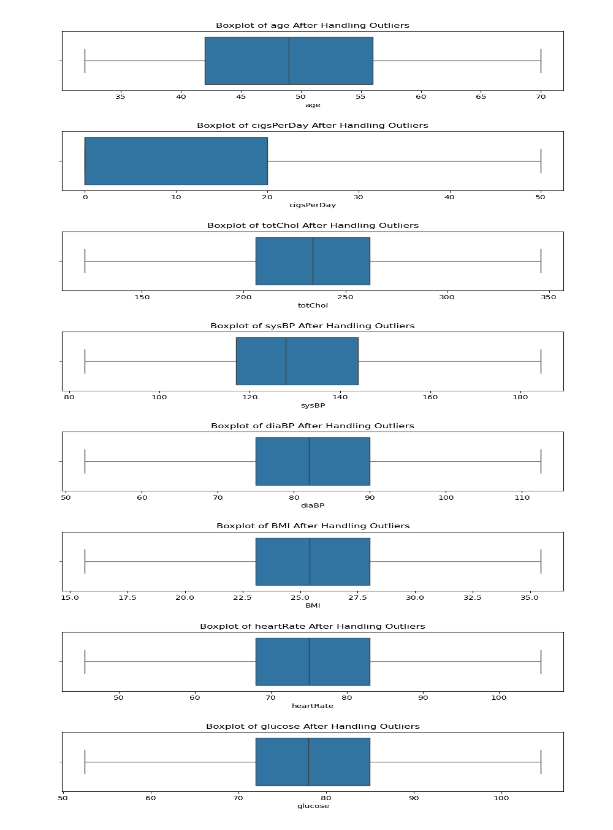 Boxplot of age After Handling Outliers
35 40 45 50 55 60 65 70
age
Boxplot of cigsPerDay After Handling Outliers
0 10 20 30 40 50
cigsPerDay
Boxplot of totChol After Handling Outliers
150 200 250 300 350
totChol
Boxplot of sysBP After Handling Outliers
80 100 120 140 160 180
sysBP
Boxplot of diaBP After Handling Outliers
50 60 70 80 90 100 110
diaBP
Boxplot of BMI After Handling Outliers
15.0 17.5 20.0 22.5 25.0 27.5 30.0 32.5 35.0
BMI
Boxplot of heartRate After Handling Outliers
50 60 70 80 90 100
heartRate
Boxplot of glucose After Handling Outliers
50 60 70 80 90 100
glucose